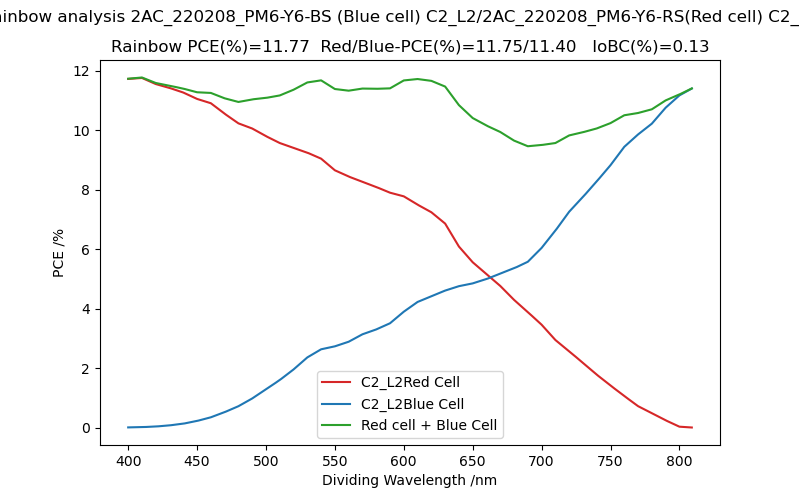 inbow analysis 2AC_220208_PM6-Y6-BS (Blue cell) C2_L2/2AC_220208_PM6-Y6-RS(Red cell) C2_
Rainbow PCE(%)=11.77 Red/Blue-PCE(%)=11.75/11.40 IoBC(%)=0.13
12
10
8
6
4
2
0
PCE /%
C2_L2Red Cell
C2_L2Blue Cell
Red cell + Blue Cell
400 450 500 550 600 650 700 750 800
Dividing Wavelength /nm